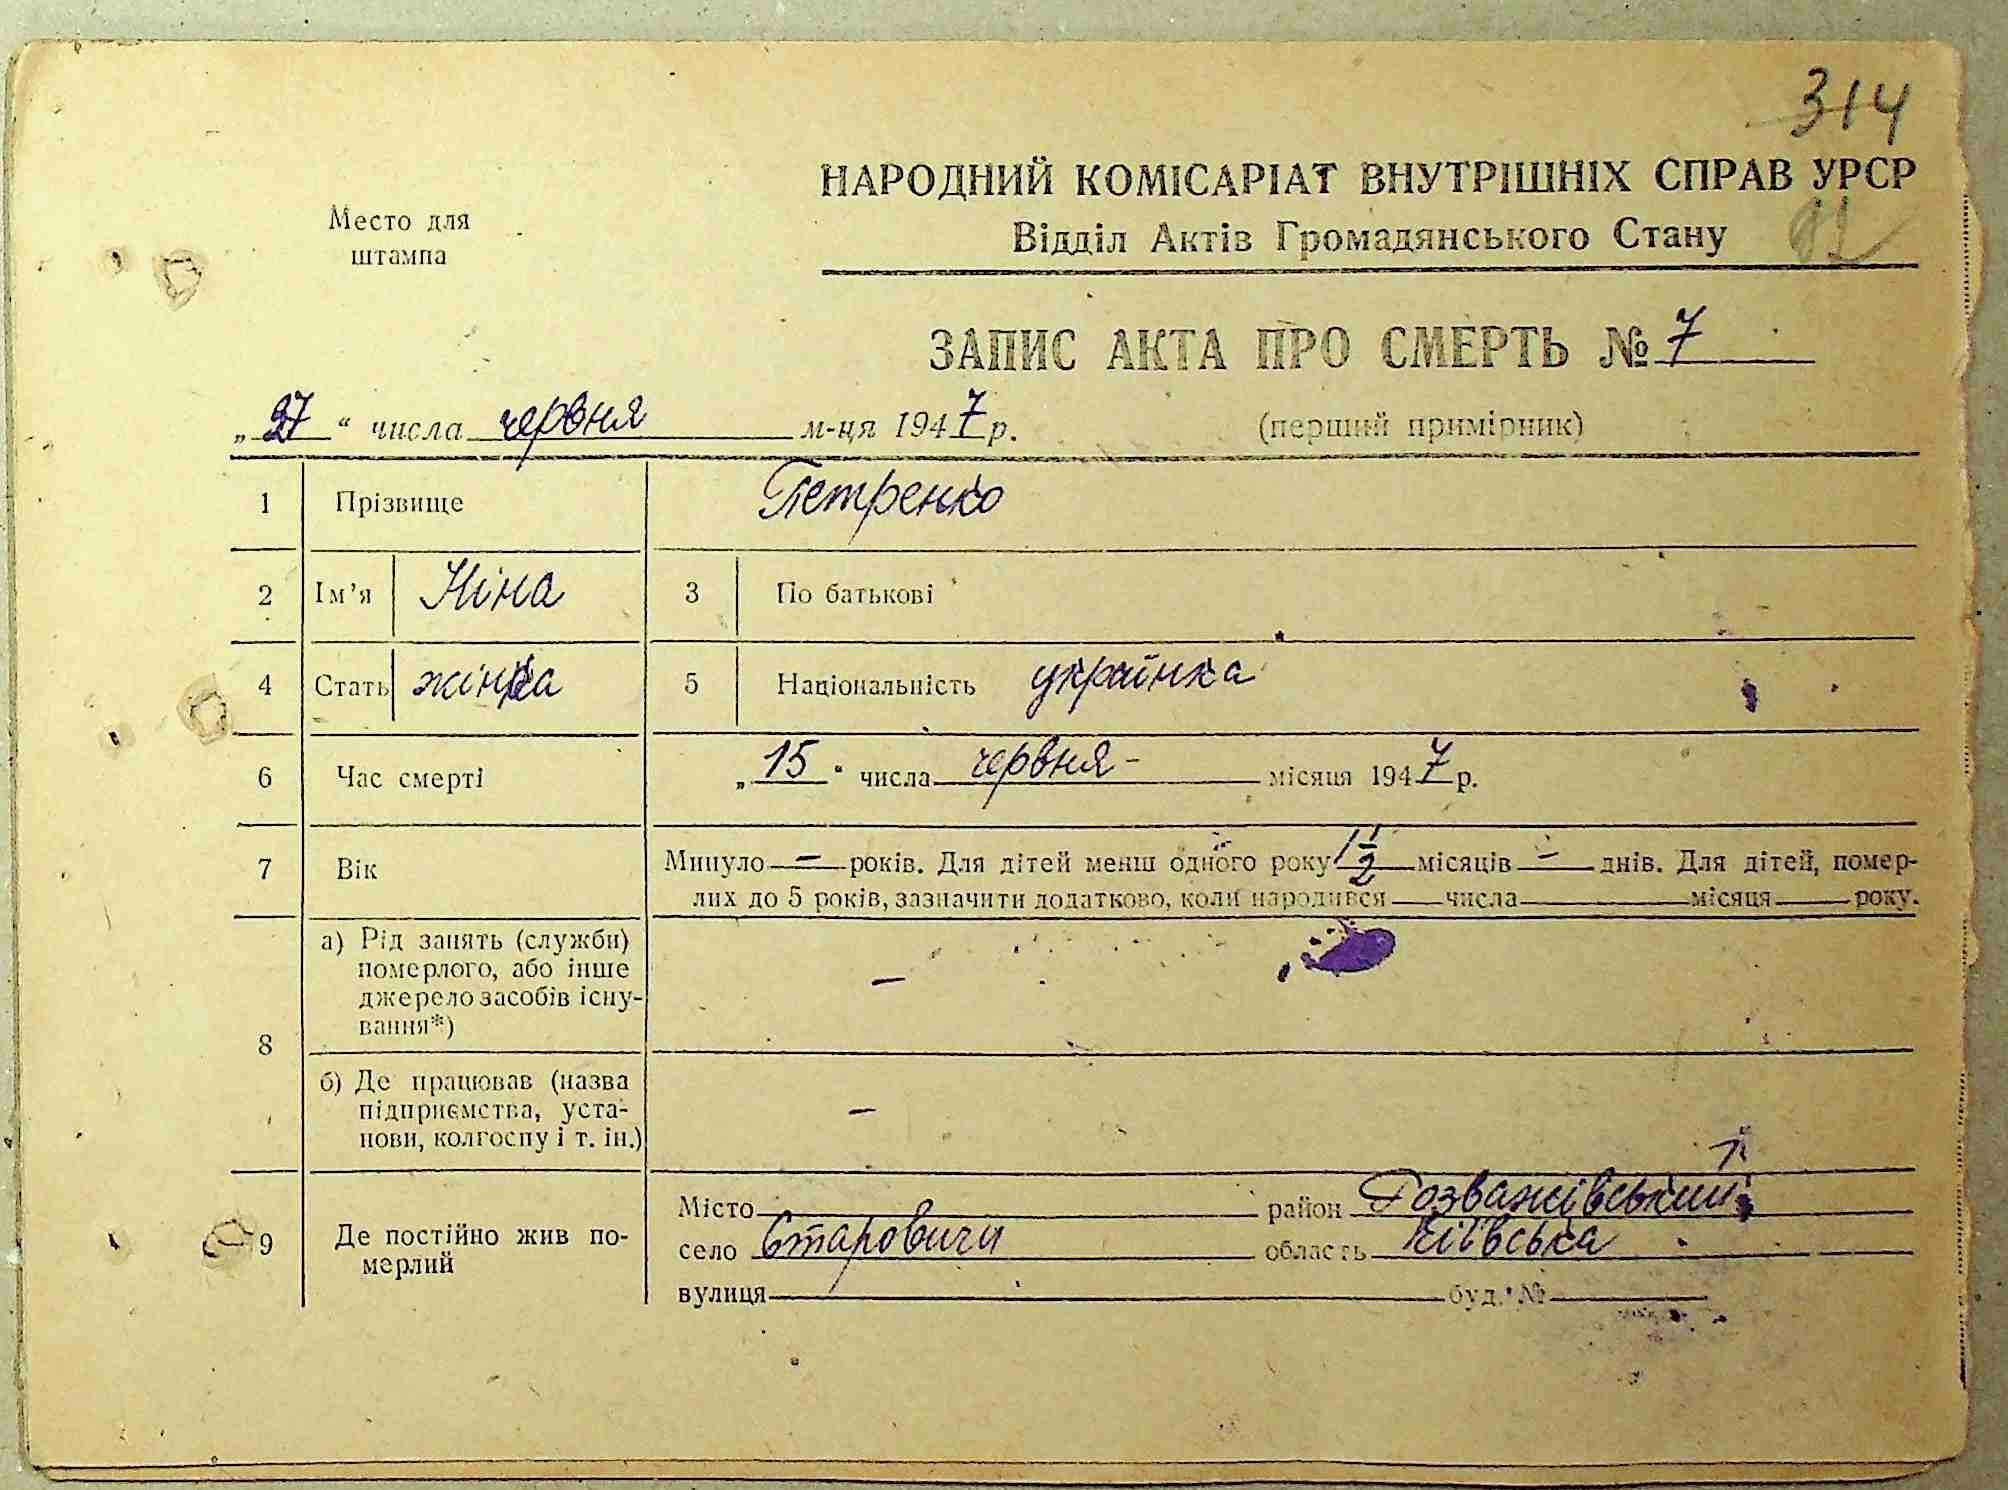 314
НАРОДНИЙ КОМІСАРІАТ ВНУТРІШНІХ СПРАВ УРСР
Место для
штампа
Відділ Актів Громадянського Стану
ЗАПИС АКТА ПРО СМЕРТЬ № 7
„27“ числа червня м-ця 1947 р.
(перший примірник)
1 Прізвище Петренко
2 Ім’я Ніна 3 По батькові
4 Стать жінка 5 Національність українка
6 Час смерті „15“ числа червня - місяця 1947 р.
7 Вік Минуло — років. Для дітей менш одного року 1 1/2 місяців — днів. Для дітей, помер-
лих до 5 років, зазначити додатково, коли народився числа місяця року.
8 а) Рід занять (служби)
померлого, або інше
джерело засобів існу-
вання*) —
б) Де працював (назва
підприємства, уста-
нови, колгоспу і т. ін.) —
9 Де постійно жив по-
мерлий
Місто район Розважівський
село Старовичи область Київська
вулиця буд. №